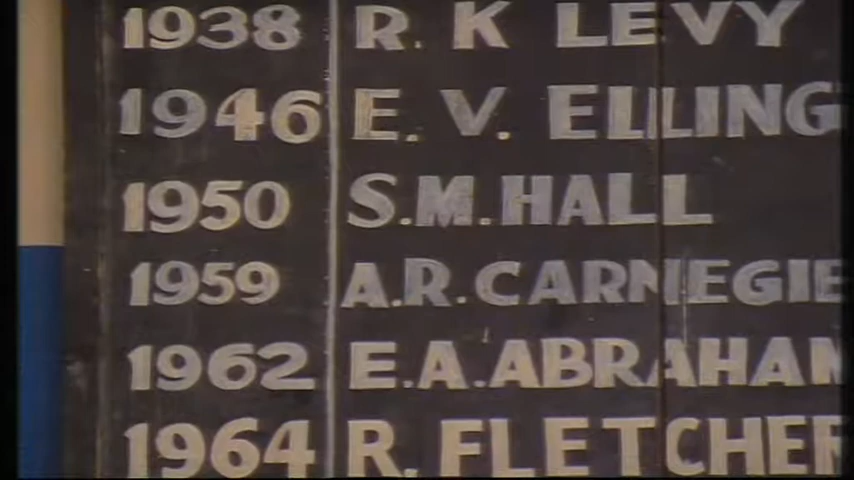 1938 R. K LEVY
1946 E. V. ELLING
1950 S.M. HALL
1959 A.R. CARNEGIE
1962 E.A. ABRAHAM
1964 R. FLETCHER